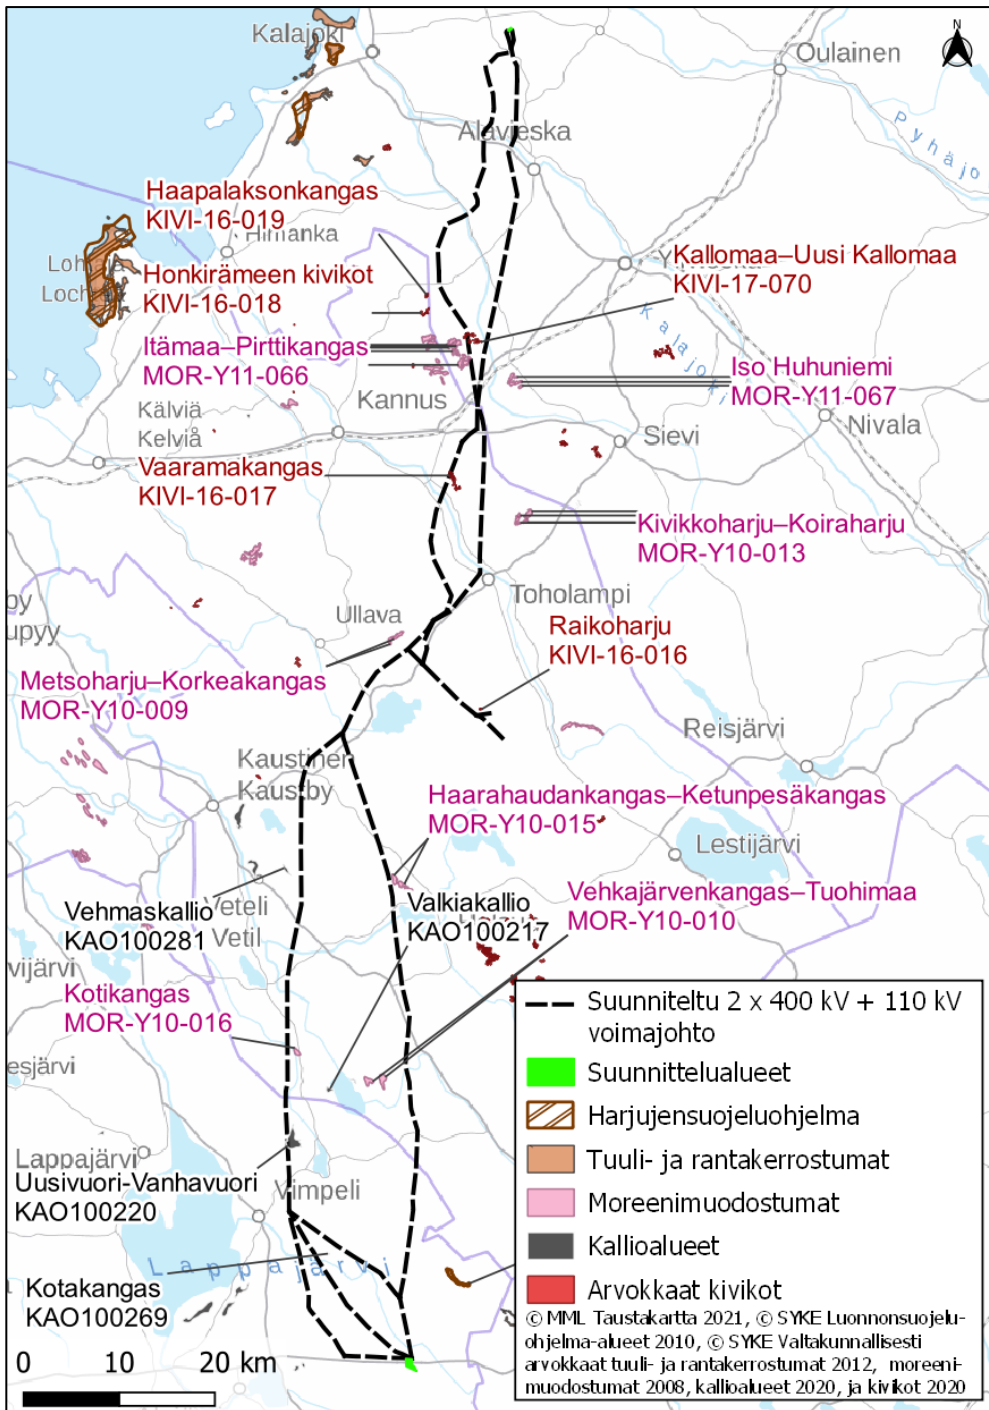 Kalajoki
N
Oulainen
Pyhäjo
Alavieska
Haapalaksonkangas
KIVI-16-019
Himanka
Lohtaja
Kallomaa–Uusi Kallomaa
KIVI-17-070
Honkirämeen kivikot
KIVI-16-018
Kalajoki
Itämaa–Pirttikangas
MOR-Y11-066
Iso Huhuniemi
MOR-Y11-067
Kannus
Kälviä
Kelviå
Sievi
Nivala
Vaaramakangas
KIVI-16-017
Kivikkoharju–Koiraharju
MOR-Y10-013
Toholampi
Ullava
Raikoharju
KIVI-16-016
Metsoharju–Korkeakangas
MOR-Y10-009
Reisjärvi
Kaustinen
Kaustby
Haarahaudankangas–Ketunpesäkangas
MOR-Y10-015
Lestijärvi
Vehkajärvenkangas–Tuohimaa
MOR-Y10-010
Valkiakallio
KAO100217
Vehmaskallio
KAO100281
Veteli
Vetil
Kotikangas
MOR-Y10-016
Lappajärvi
Uusivuori-Vanhavuori
KAO100220
Vimpeli
Lappajärvi
Kotakangas
KAO100269
0 10 20 km
Suunniteltu 2 x 400 kV + 110 kV
voimajohto
Suunnittelualueet
Harjujensuojeluohjelma
Tuuli- ja rantakerrostumat
Moreenimuodostumat
Kallioalueet
Arvokkaat kivikot
© MML Taustakartta 2021, © SYKE Luonnonsuojelu-
ohjelma-alueet 2010, © SYKE Valtakunnallisesti
arvokkaat tuuli- ja rantakerrostumat 2012, moreeni-
muodostumat 2008, kallioalueet 2020, ja kivikot 2020